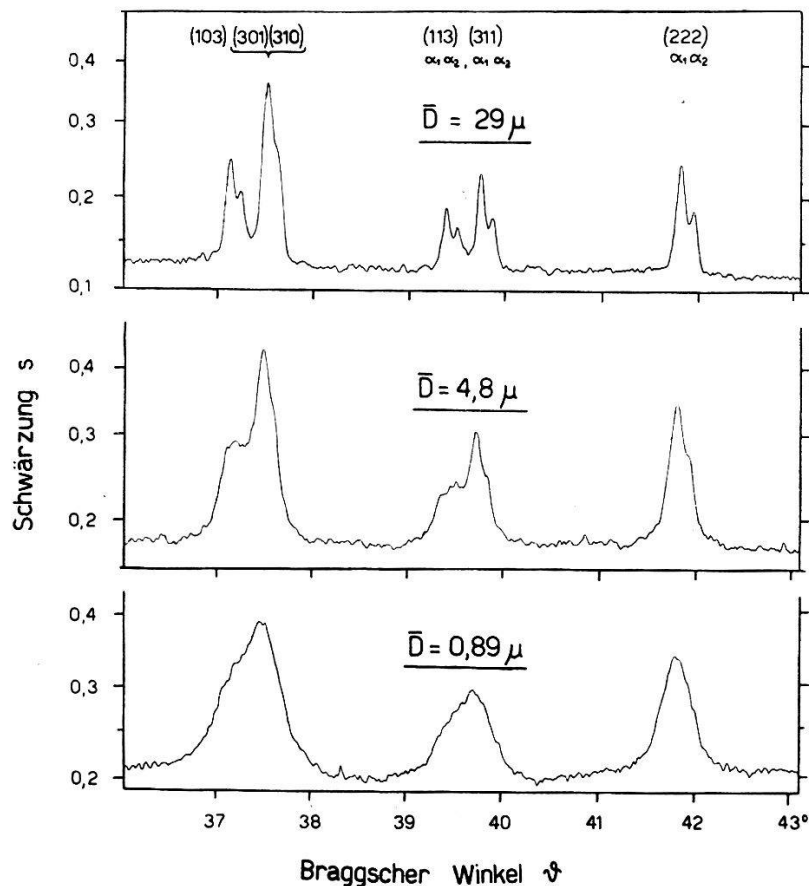 (103) (301)(310) (113) (311) (222)
α₁ α₂ , α₁ α₂ α₁ α₂
0,4
D̄ = 29 μ
0,3
0,2
0,1
0,4
D̄ = 4,8 μ
0,3
0,2
Schwärzung s
0,4
D̄ = 0,89 μ
0,3
0,2
37 38 39 40 41 42 43°
Braggscher Winkel ϑ